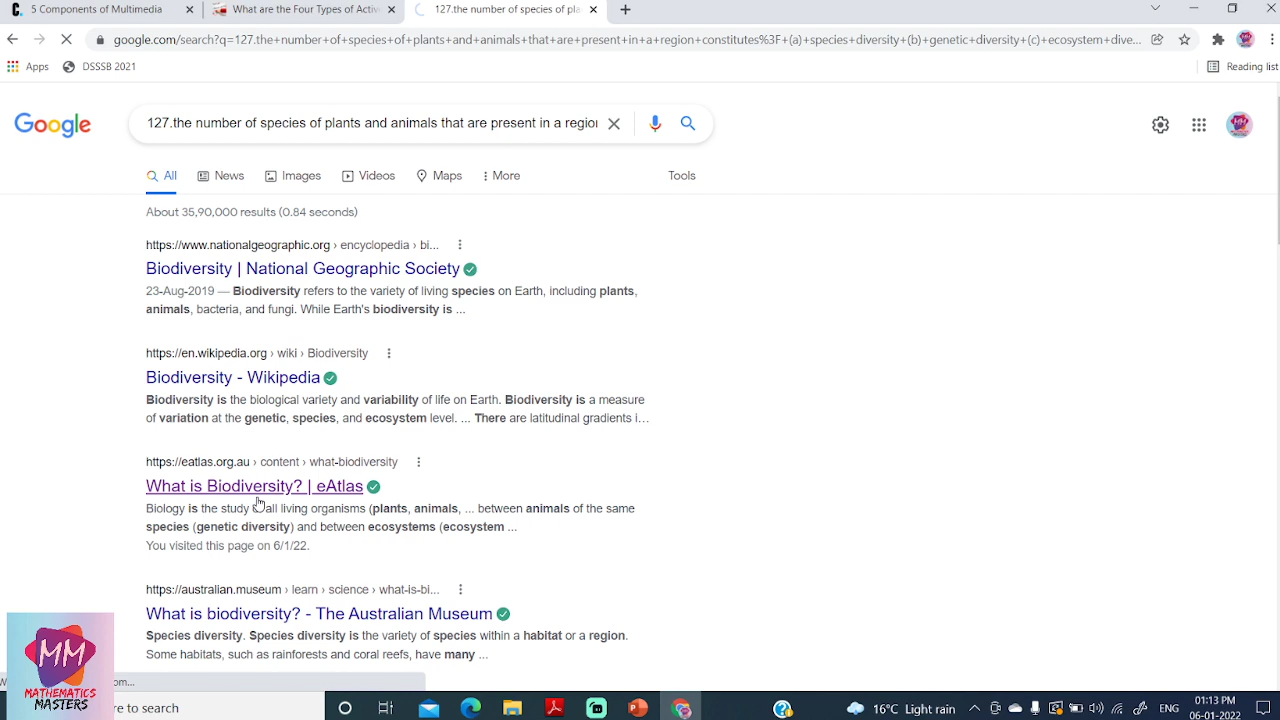 5 Components of Multimedia
What are the Four Types of Activ
127.the number of species of pla
google.com/search?q=127.the+number+of+species+of+plants+and+animals+that+are+present+in+a+region+constitutes%3F+(a)+species+diversity+(b)+genetic+diversity+(c)+ecosystem+dive...
Apps DSSSB 2021 Reading list
Google 127.the number of species of plants and animals that are present in a region
All News Images Videos Maps More Tools
About 35,90,000 results (0.84 seconds)
https://www.nationalgeographic.org › encyclopedia › bi...
Biodiversity | National Geographic Society
23-Aug-2019 — Biodiversity refers to the variety of living species on Earth, including plants,
animals, bacteria, and fungi. While Earth's biodiversity is ...
https://en.wikipedia.org › wiki › Biodiversity
Biodiversity - Wikipedia
Biodiversity is the biological variety and variability of life on Earth. Biodiversity is a measure
of variation at the genetic, species, and ecosystem level. ... There are latitudinal gradients i...
https://eatlas.org.au › content › what-biodiversity
What is Biodiversity? | eAtlas
Biology is the study of all living organisms (plants, animals, ... between animals of the same
species (genetic diversity) and between ecosystems (ecosystem ...
You visited this page on 6/1/22.
https://australian.museum › learn › science › what-is-bi...
What is biodiversity? - The Australian Museum
Species diversity. Species diversity is the variety of species within a habitat or a region.
Some habitats, such as rainforests and coral reefs, have many ...
om...
MM
MATHEMATICS
MASTERS
re to search
16°C Light rain
ENG
01:13 PM
06-01-2022